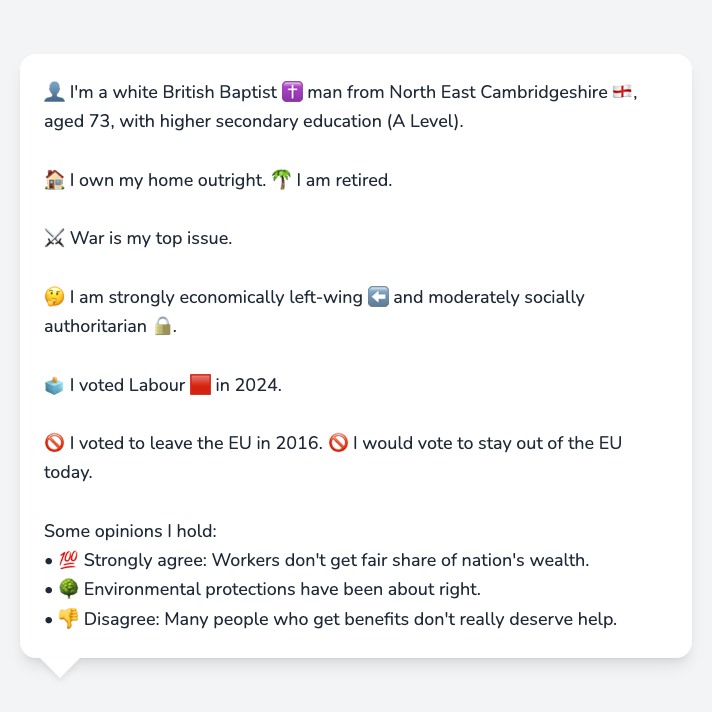 👤 I'm a white British Baptist ✝️ man from North East Cambridgeshire 🏴󠁧󠁢󠁥󠁮󠁧󠁿,
aged 73, with higher secondary education (A Level).
🏠 I own my home outright. 🌴 I am retired.
⚔️ War is my top issue.
🤔 I am strongly economically left-wing ⬅️ and moderately socially
authoritarian 🔒.
🗳️ I voted Labour 🟥 in 2024.
🚫 I voted to leave the EU in 2016. 🚫 I would vote to stay out of the EU
today.
Some opinions I hold:
• 💯 Strongly agree: Workers don't get fair share of nation's wealth.
• 🌳 Environmental protections have been about right.
• 👎 Disagree: Many people who get benefits don't really deserve help.